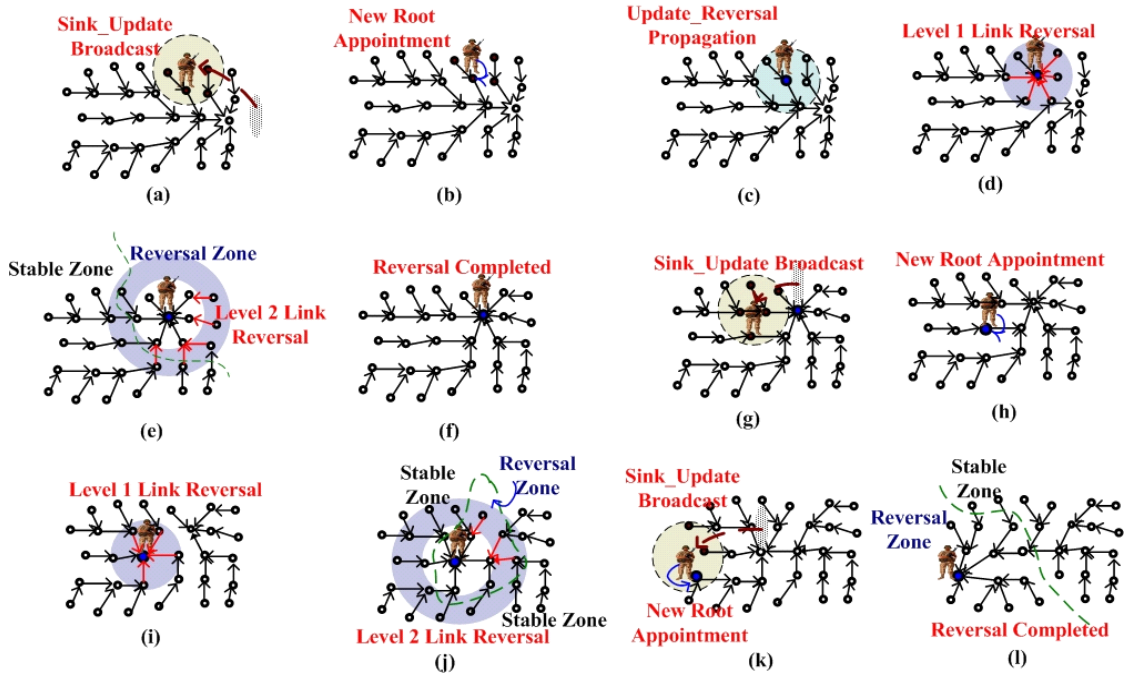 Sink_Update
Broadcast
(a)
New Root
Appointment
(b)
Update_Reversal
Propagation
(c)
Level 1 Link Reversal
(d)
Stable Zone
Reversal Zone
Level 2 Link
Reversal
(e)
Reversal Completed
(f)
Sink_Update Broadcast
(g)
New Root Appointment
(h)
Level 1 Link Reversal
(i)
Stable
Zone
Reversal
Zone
Stable Zone
Level 2 Link Reversal
(j)
Sink_Update
Broadcast
New Root
Appointment
(k)
Stable
Zone
Reversal
Zone
Reversal Completed
(l)